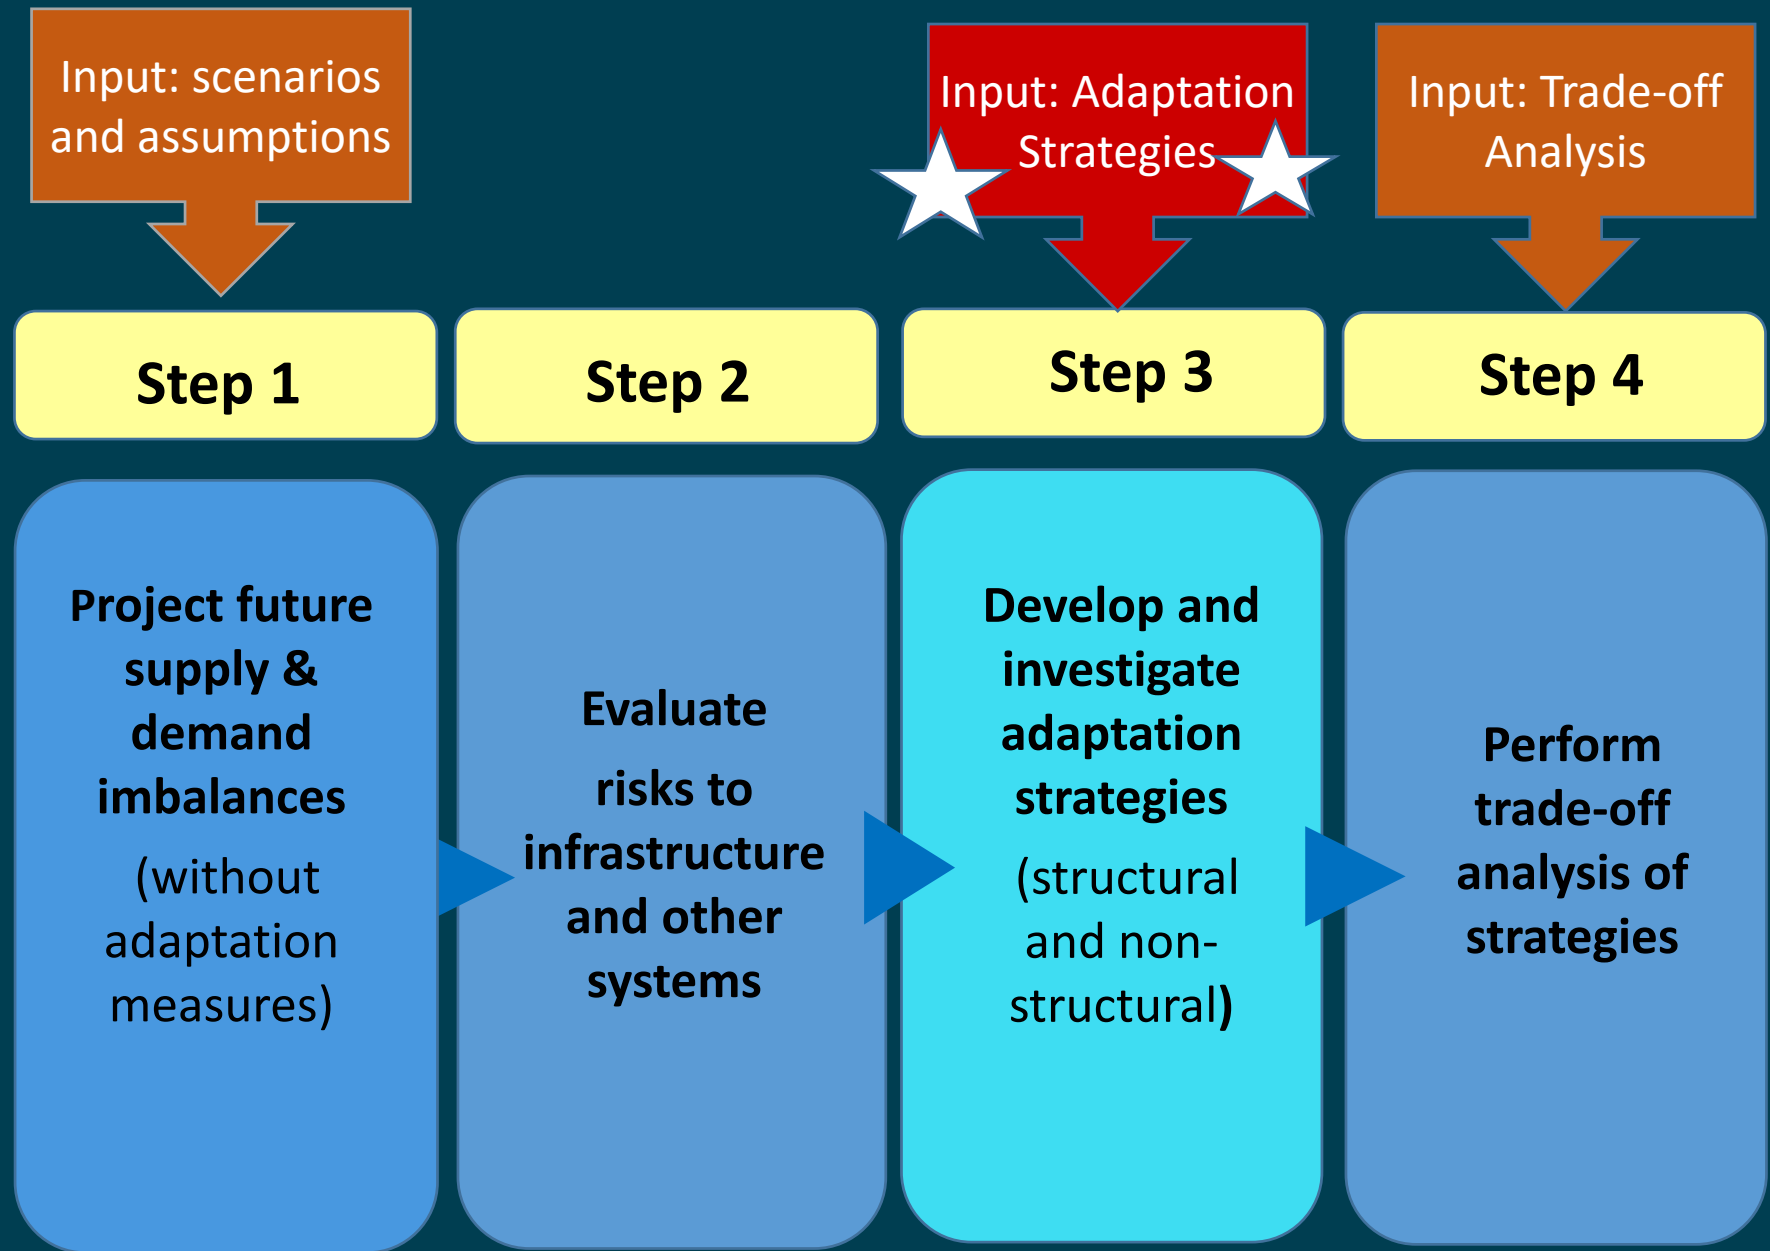 Input: scenarios
and assumptions
Input: Adaptation
Strategies
Input: Trade-off
Analysis
Step 1
Step 2
Step 3
Step 4
Project future
supply &
demand
imbalances
(without
adaptation
measures)
Evaluate
risks to
infrastructure
and other
systems
Develop and
investigate
adaptation
strategies
(structural
and non-
structural)
Perform
trade-off
analysis of
strategies